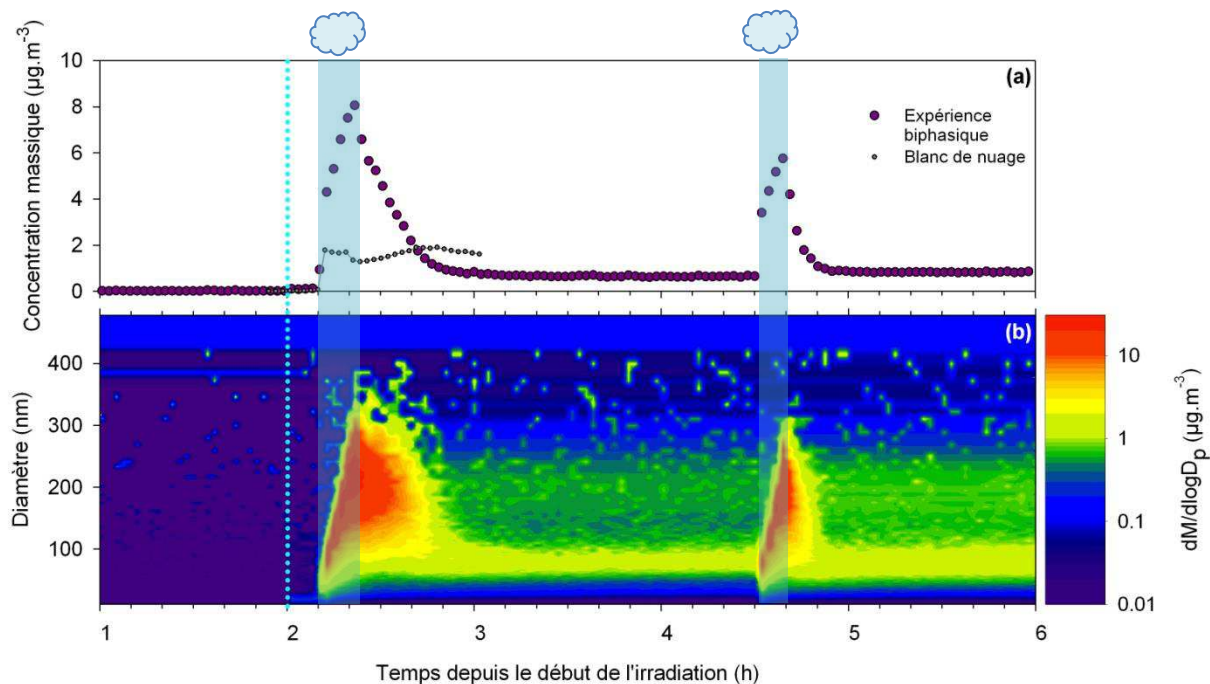 (a)
Concentration massique (µg.m⁻³)
10
8
6
4
2
0
Expérience
biphasique
Blanc de nuage
(b)
Diamètre (nm)
400
300
200
100
1
2
3
4
5
6
Temps depuis le début de l'irradiation (h)
10
1
0.1
0.01
dM/dlogDₚ (µg.m⁻³)